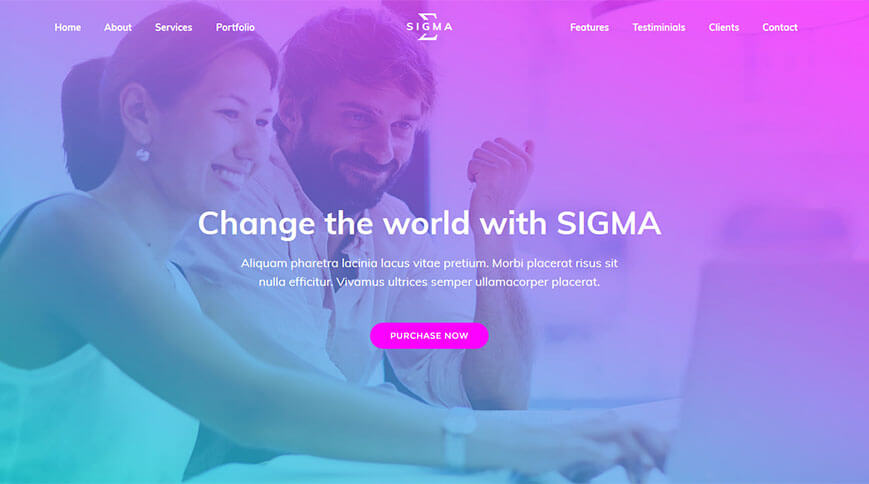 Home
About
Services
Portfolio
SIGMA
Features
Testiminials
Clients
Contact
Change the world with SIGMA
Aliquam pharetra lacinia lacus vitae pretium. Morbi placerat risus sit
nulla efficitur. Vivamus ultrices semper ullamacorper placerat.
PURCHASE NOW